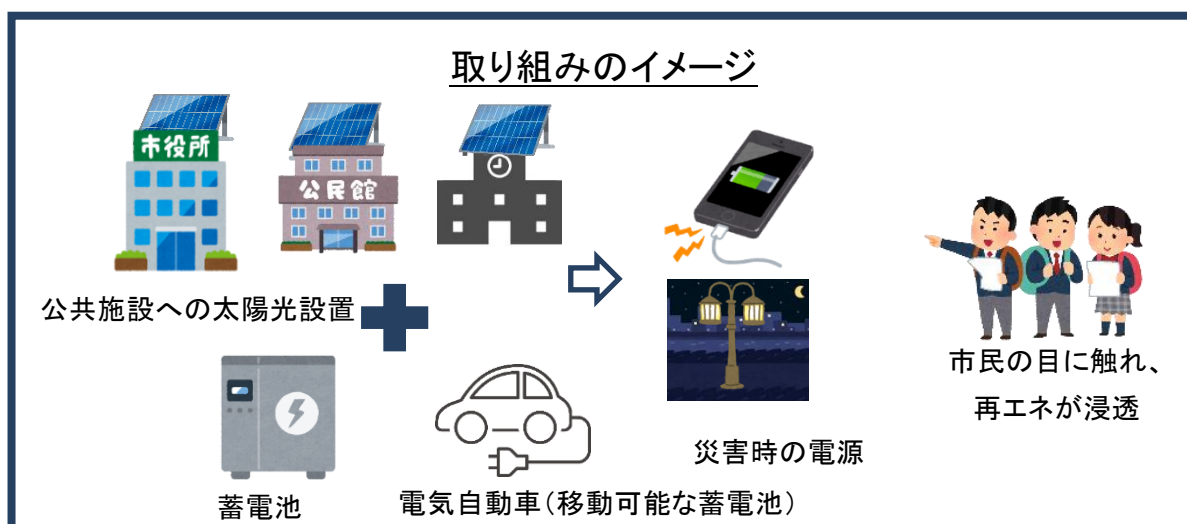 取り組みのイメージ
市役所
公民館
公共施設への太陽光設置
蓄電池
電気自動車(移動可能な蓄電池)
災害時の電源
市民の目に触れ、
再エネが浸透